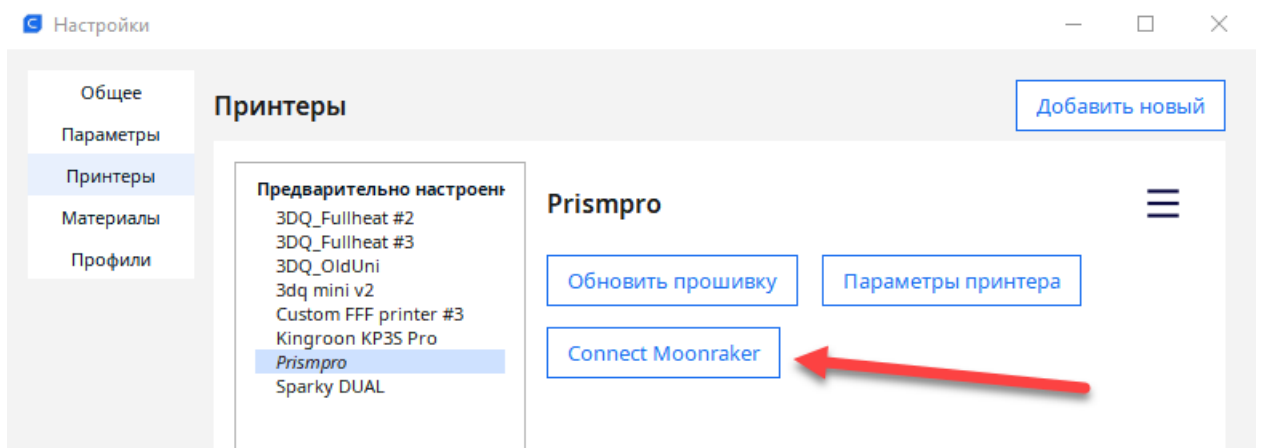 Настройки
Общее
Параметры
Принтеры
Материалы
Профили
Принтеры
Добавить новый
Предварительно настроенн
3DQ_Fullheat #2
3DQ_Fullheat #3
3DQ_OldUni
3dq mini v2
Custom FFF printer #3
Kingroon KP3S Pro
Prismpro
Sparky DUAL
Prismpro
Обновить прошивку
Параметры принтера
Connect Moonraker